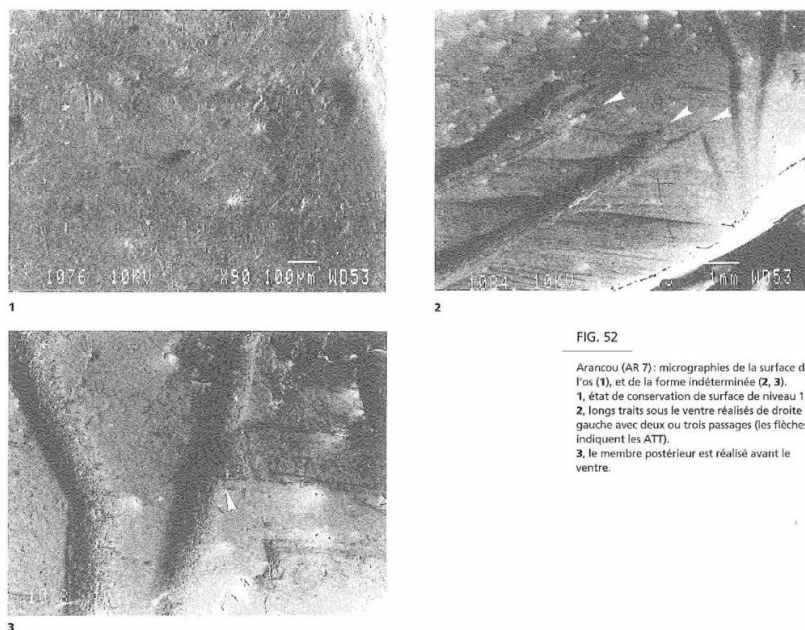 1076 10KV X90 100µm WD53
1
10KV 1mm WD53
2
3
FIG. 52
Arancou (AR 7) : micrographies de la surface d
l'os (1), et de la forme indéterminée (2, 3).
1, état de conservation de surface de niveau 1
2, longs traits sous le ventre réalisés de droite
gauche avec deux ou trois passages (les flèches
indiquent les ATT).
3, le membre postérieur est réalisé avant le
ventre.